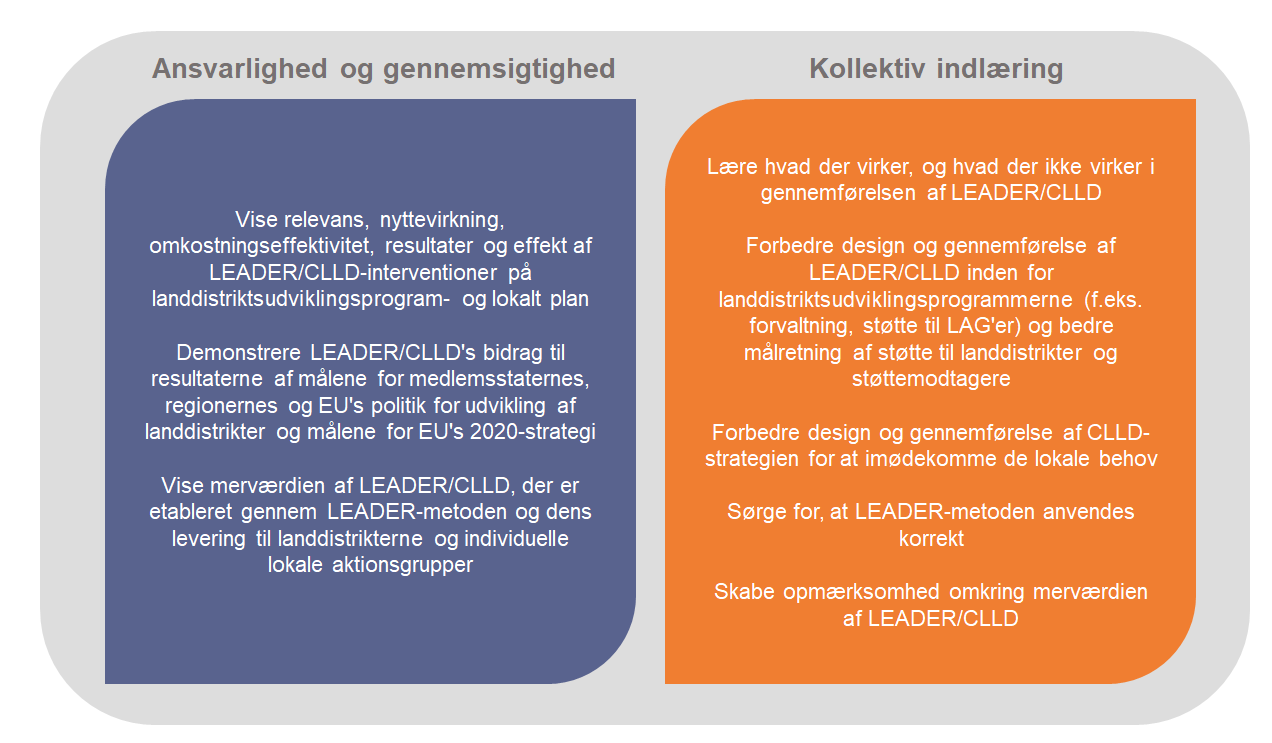 Ansvarlighed og gennemsigtighed
Vise relevans, nyttevirkning,
omkostningseffektivitet, resultater og effekt af
LEADER/CLLD-interventioner på
landdistriktsudviklingsprogram- og lokalt plan
Demonstrere LEADER/CLLD's bidrag til
resultaterne af målene for medlemsstaternes,
regionernes og EU's politik for udvikling af
landdistrikter og målene for EU's 2020-strategi
Vise merværdien af LEADER/CLLD, der er
etableret gennem LEADER-metoden og dens
levering til landdistrikterne og individuelle
lokale aktionsgrupper
Kollektiv indlæring
Lære hvad der virker, og hvad der ikke virker i
gennemførelsen af LEADER/CLLD
Forbedre design og gennemførelse af
LEADER/CLLD inden for
landdistriktsudviklingsprogrammerne (f.eks.
forvaltning, støtte til LAG'er) og bedre
målretning af støtte til landdistrikter og
støttemodtagere
Forbedre design og gennemførelse af CLLD-
strategien for at imødekomme de lokale behov
Sørge for, at LEADER-metoden anvendes
korrekt
Skabe opmærksomhed omkring merværdien
af LEADER/CLLD